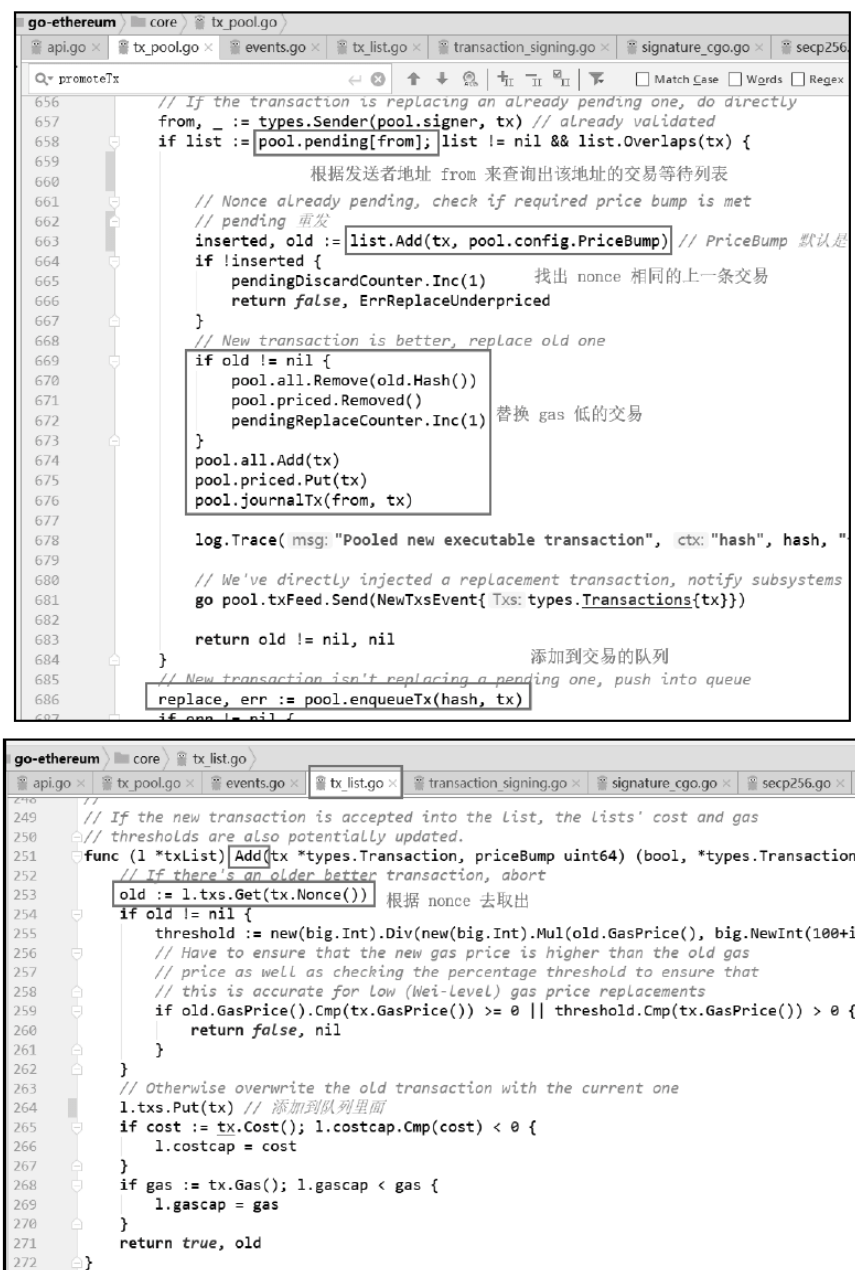 go-ethereum core tx_pool.go
api.go × tx_pool.go × events.go × tx_list.go × transaction_signing.go × signature_cgo.go × secp256.
promoteTx Match Case Words Regex
656 // If the transaction is replacing an already pending one, do directly
657 from, _ := types.Sender(pool.signer, tx) // already validated
658 if list := pool.pending[from]; list != nil && list.Overlaps(tx) {
659 根据发送者地址 from 来查询出该地址的交易等待列表
660
661 // Nonce already pending, check if required price bump is met
662 // pending 重发
663 inserted, old := list.Add(tx, pool.config.PriceBump) // PriceBump 默认是
664 if !inserted {
665 pendingDiscardCounter.Inc(1) 找出 nonce 相同的上一条交易
666 return false, ErrReplaceUnderpriced
667 }
668 // New transaction is better, replace old one
669 if old != nil {
670 pool.all.Remove(old.Hash())
671 pool.priced.Removed()
672 pendingReplaceCounter.Inc(1) 替换 gas 低的交易
673 }
674 pool.all.Add(tx)
675 pool.priced.Put(tx)
676 pool.journalTx(from, tx)
677
678 log.Trace( msg: "Pooled new executable transaction", ctx: "hash", hash, "
679
680 // We've directly injected a replacement transaction, notify subsystems
681 go pool.txFeed.Send(NewTxsEvent{ Txs: types.Transactions{tx}})
682
683 return old != nil, nil
684 } 添加到交易的队列
685 // New transaction isn't replacing a pending one, push into queue
686 replace, err := pool.enqueueTx(hash, tx)
687 if err != nil {
go-ethereum core tx_list.go
api.go × tx_pool.go × events.go × tx_list.go × transaction_signing.go × signature_cgo.go × secp256.go ×
248 //
249 // If the new transaction is accepted into the list, the lists' cost and gas
250 // thresholds are also potentially updated.
251 func (l *txList) Add(tx *types.Transaction, priceBump uint64) (bool, *types.Transaction
252 // If there's an older better transaction, abort
253 old := l.txs.Get(tx.Nonce()) 根据 nonce 去取出
254 if old != nil {
255 threshold := new(big.Int).Div(new(big.Int).Mul(old.GasPrice(), big.NewInt(100+i
256 // Have to ensure that the new gas price is higher than the old gas
257 // price as well as checking the percentage threshold to ensure that
258 // this is accurate for low (Wei-level) gas price replacements
259 if old.GasPrice().Cmp(tx.GasPrice()) >= 0 || threshold.Cmp(tx.GasPrice()) > 0 {
260 return false, nil
261 }
262 }
263 // Otherwise overwrite the old transaction with the current one
264 l.txs.Put(tx) // 添加到队列里面
265 if cost := tx.Cost(); l.costcap.Cmp(cost) < 0 {
266 l.costcap = cost
267 }
268 if gas := tx.Gas(); l.gascap < gas {
269 l.gascap = gas
270 }
271 return true, old
272 }